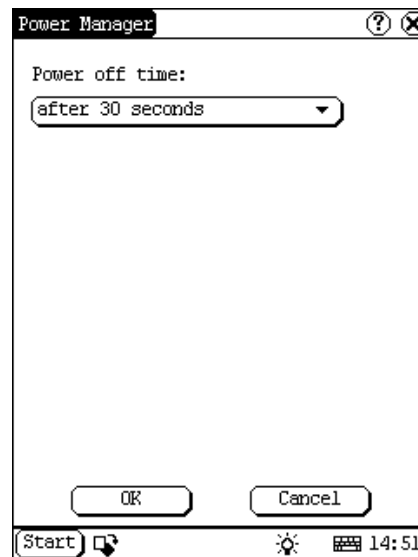 Power Manager ?
Power off time:
after 30 seconds
OK Cancel
Start 14:51